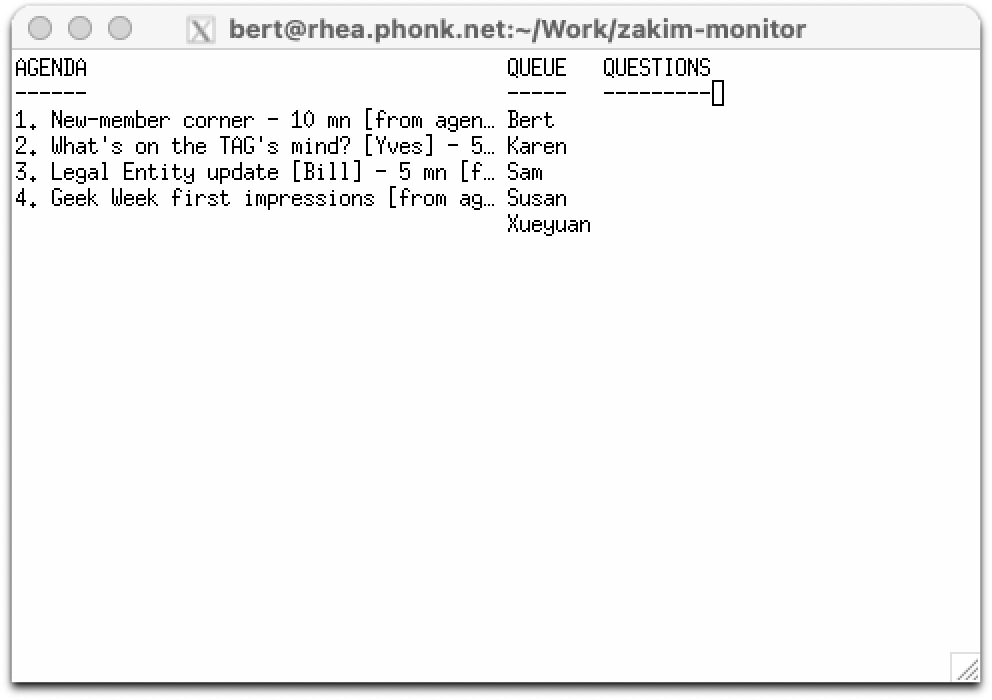 bert@rhea.phonk.net:~/Work/zakim-monitor
AGENDA QUEUE QUESTIONS
------ ----- ---------
1. New-member corner - 10 mn [from agen… Bert
2. What's on the TAG's mind? [Yves] - 5… Karen
3. Legal Entity update [Bill] - 5 mn [f… Sam
4. Geek Week first impressions [from ag… Susan
Xueyuan